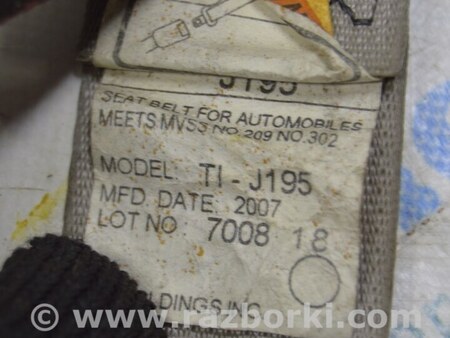 J195
SEAT BELT FOR AUTOMOBILES
MEETS MVSS NO.209 NO.302
MODEL: TI-J195
MFD. DATE 2007
LOT NO 7008 18
LDINGS,INC
© www.razborki.com